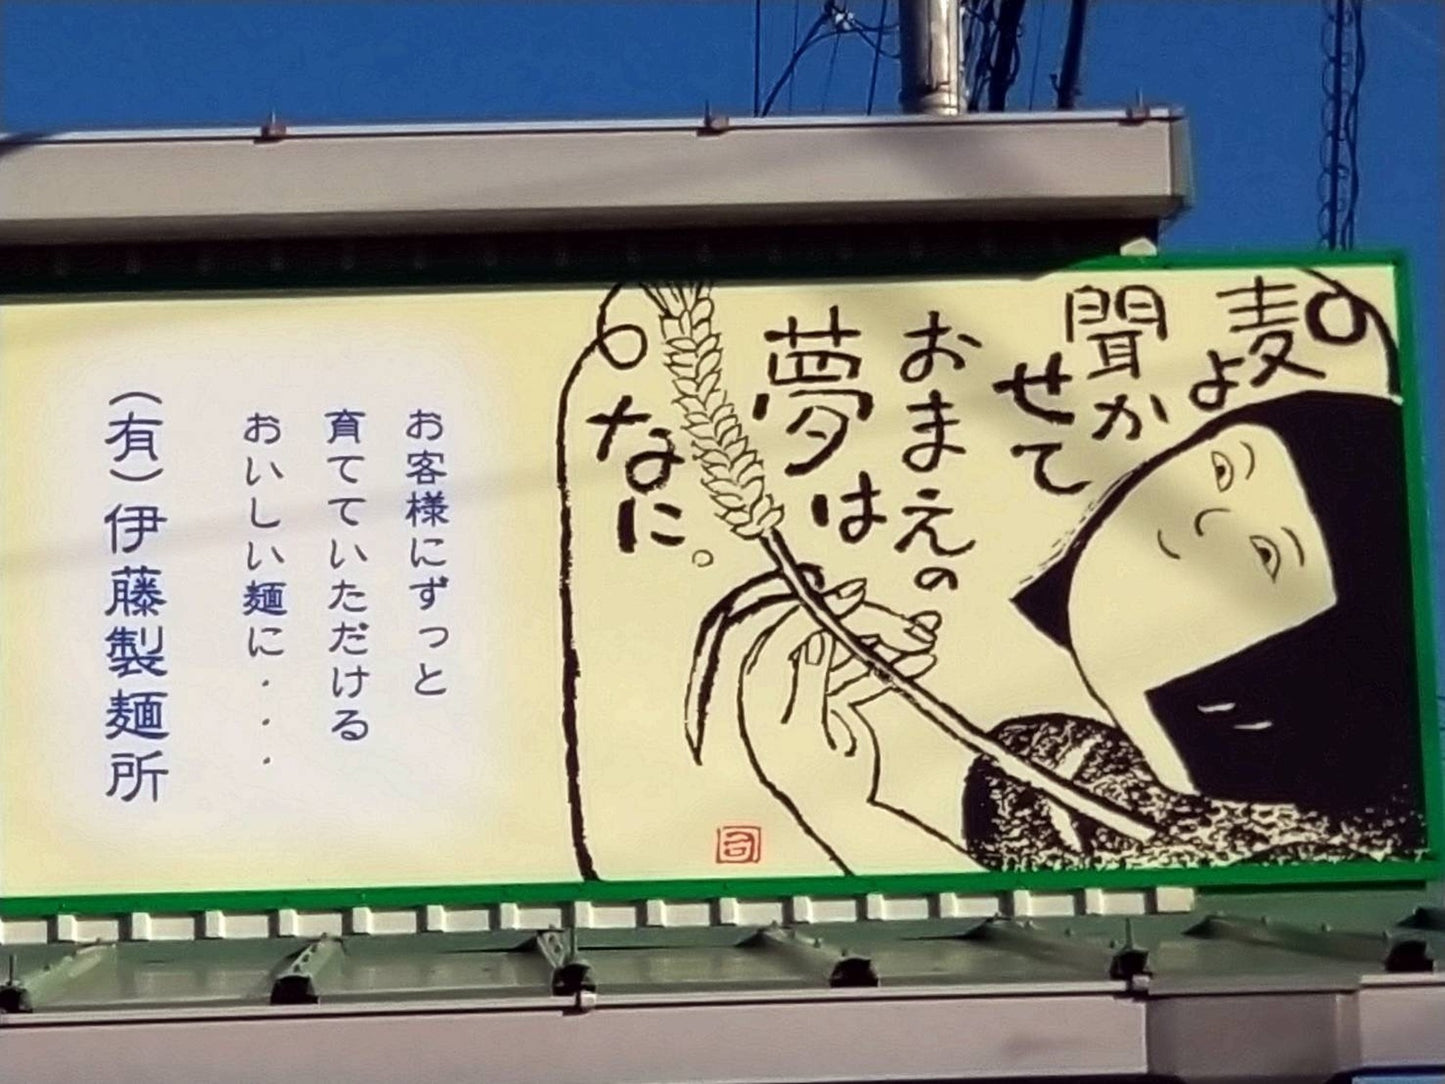 麦よ
聞か
せて
おまえの
夢は
なに。
お客様にずっと
育てていただける
おいしい麺に・・・
（有）伊藤製麺所